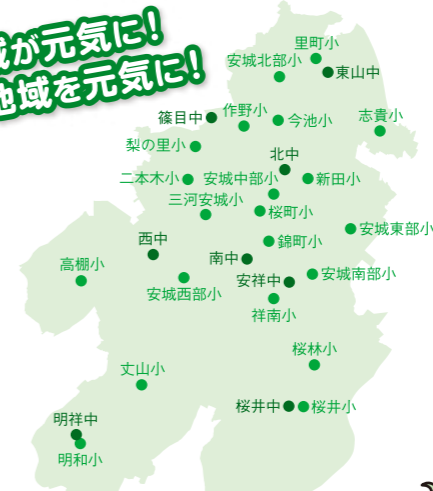 域が元気に！
地域を元気に！
里町小
安城北部小
東山中
篠目中
作野小
今池小
志貴小
梨の里小
北中
二本木小
安城中部小
新田小
三河安城小
桜町小
安城東部小
西中
錦町小
高棚小
南中
安城西部小
安祥中
安城南部小
祥南小
桜林小
丈山小
桜井中
桜井小
明祥中
明和小